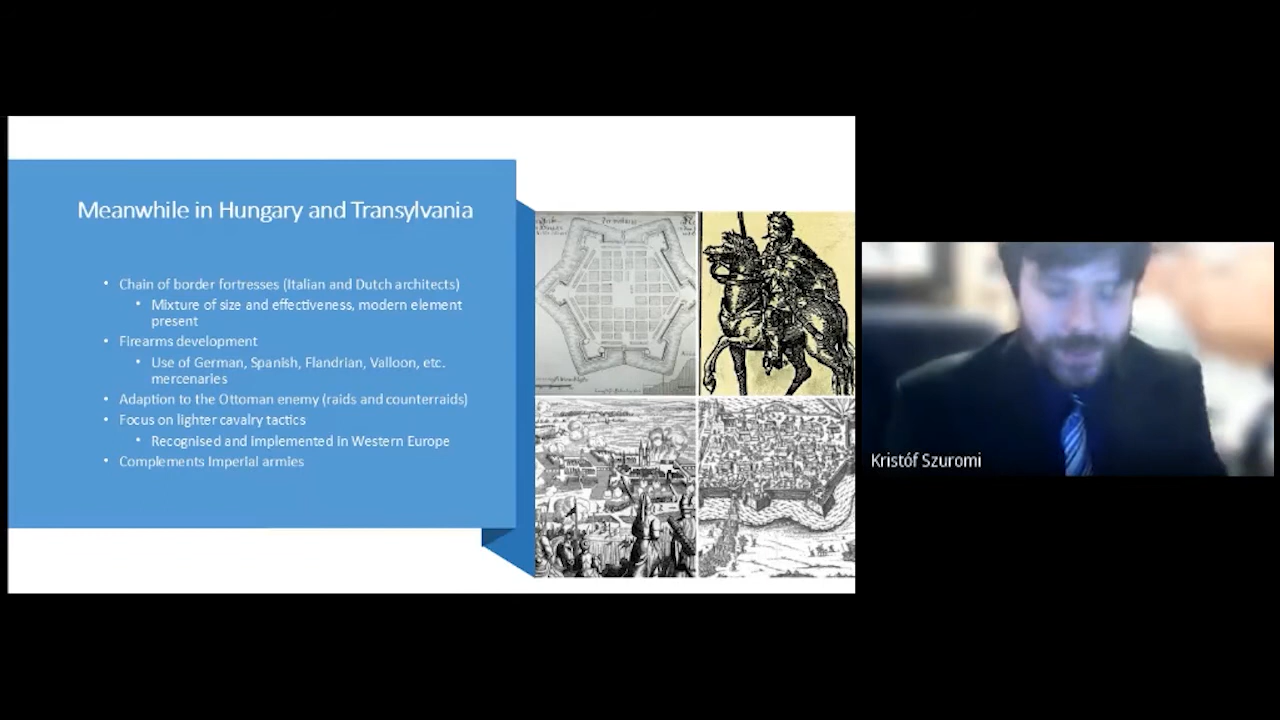 Meanwhile in Hungary and Transylvania
• Chain of border fortresses (Italian and Dutch architects)
• Mixture of size and effectiveness, modern element
present
• Firearms development
• Use of German, Spanish, Flandrian, Valloon, etc.
mercenaries
• Adaption to the Ottoman enemy (raids and counterraids)
• Focus on lighter cavalry tactics
• Recognised and implemented in Western Europe
• Complements Imperial armies
Kristóf Szuromi